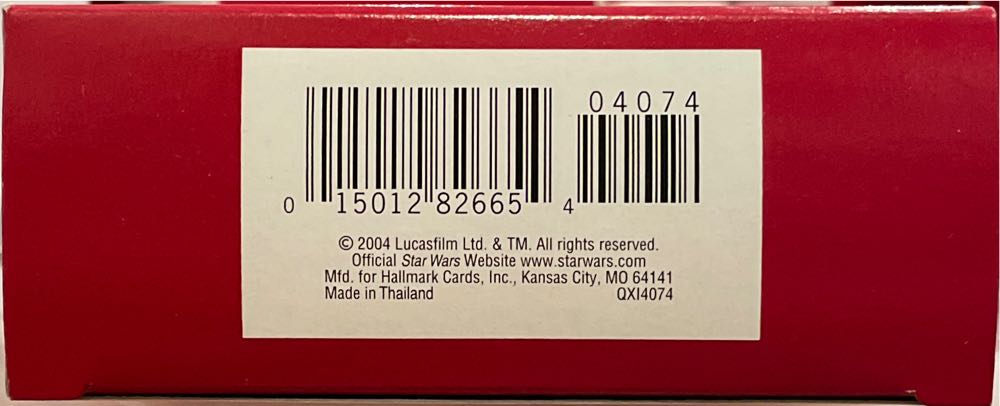 04074
0 15012 82665 4
© 2004 Lucasfilm Ltd. & TM. All rights reserved.
Official Star Wars Website www.starwars.com
Mfd. for Hallmark Cards, Inc., Kansas City, MO 64141
Made in Thailand QXI4074